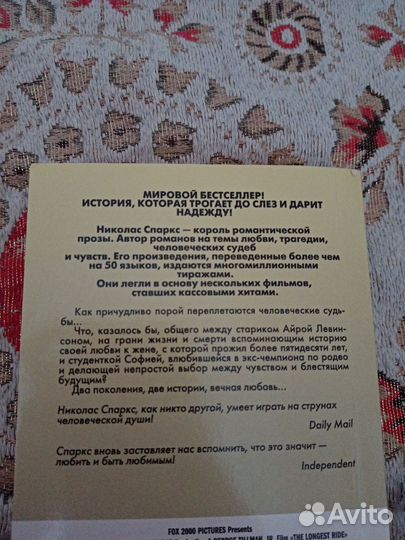 МИРОВОЙ БЕСТСЕЛЛЕР!
ИСТОРИЯ, КОТОРАЯ ТРОГАЕТ ДО СЛЕЗ И ДАРИТ
НАДЕЖДУ!
Николас Спаркс — король романтической
прозы. Автор романов на темы любви, трагедии,
человеческих судеб
и чувств. Его произведения, переведенные более чем
на 50 языков, издаются многомиллионными
тиражами.
Они легли в основу нескольких фильмов,
ставших кассовыми хитами.
Как причудливо порой переплетаются человеческие судь-
бы...
Что, казалось бы, общего между стариком Айрой Левин-
соном, на грани жизни и смерти вспоминающим историю
своей любви к жене, с которой прожил более пятидесяти лет,
и студенткой Софией, влюбившейся в экс-чемпиона по родео
и делающей непростой выбор между чувством и блестящим
будущим?
Два поколения, две истории, вечная любовь...
Николас Спаркс, как никто другой, умеет играть на струнах
человеческой души!
Daily Mail
Спаркс вновь заставляет нас вспомнить, что это значит —
любить и быть любимым!
Independent
FOX 2000 PICTURES Presents
GEORGE TILLMAN, JR. Film «THE LONGEST RIDE»
Avito